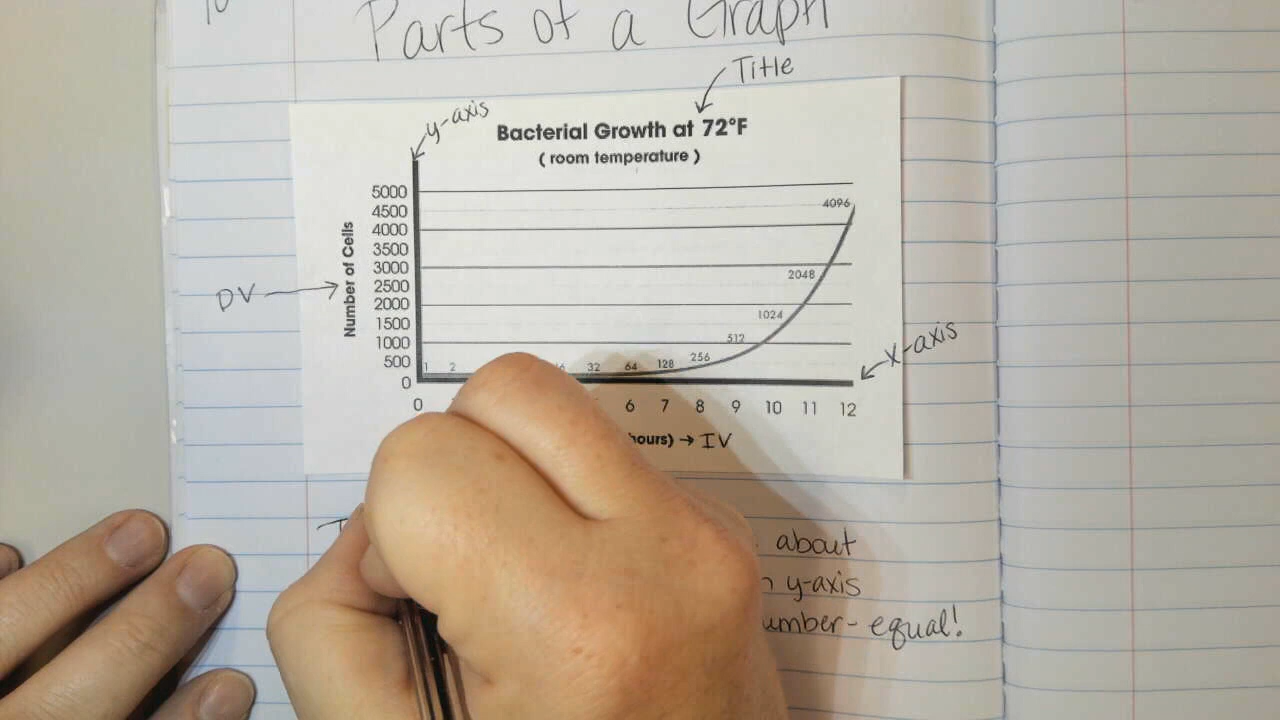 Parts of a Graph
Title
y-axis
Bacterial Growth at 72°F
( room temperature )
5000
4500
4000
3500
3000
2500
2000
1500
1000
500
0
Number of Cells
DV
4096
2048
1024
512
256
128
64
32
2
1
x-axis
0 6 7 8 9 10 11 12
hours) → IV
about
y-axis
equal!